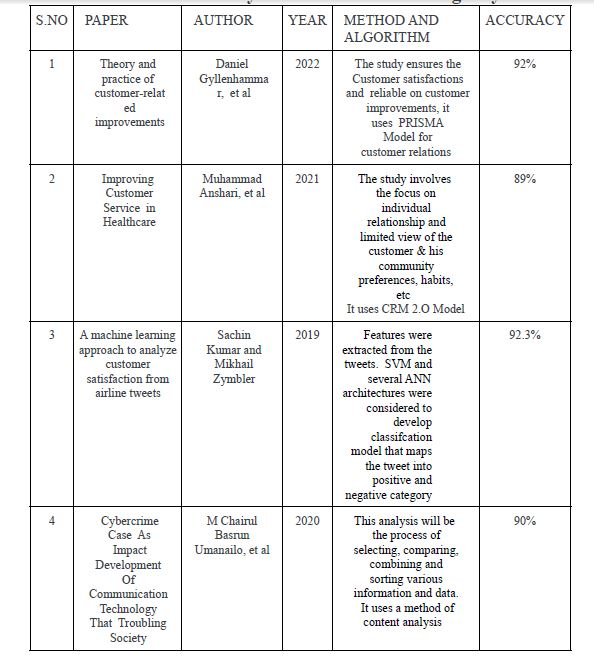 S.NO PAPER AUTHOR YEAR METHOD AND ALGORITHM ACCURACY
1
Theory and
practice of
customer-relat
ed
improvements
Daniel
Gyllenhamma
r, et al
2022
The study ensures the
Customer satisfactions
and reliable on customer
improvements, it
uses PRISMA
Model for
customer relations
92%
2
Improving
Customer
Service in
Healthcare
Muhammad
Anshari, et al
2021
The study involves
the focus on
individual
relationship and
limited view of the
customer & his
community
preferences, habits,
etc
It uses CRM 2.O Model
89%
3
A machine learning
approach to analyze
customer
satisfaction from
airline tweets
Sachin
Kumar and
Mikhail
Zymbler
2019
Features were
extracted from the
tweets. SVM and
several ANN
architectures were
considered to
develop
classifcation
model that maps
the tweet into
positive and
negative category
92.3%
4
Cybercrime
Case As
Impact
Development
Of
Communication
Technology
That Troubling
Society
M Chairul
Basrun
Umanailo, et al
2020
This analysis will be
the process of
selecting, comparing,
combining and
sorting various
information and data.
It uses a method of
content analysis
90%